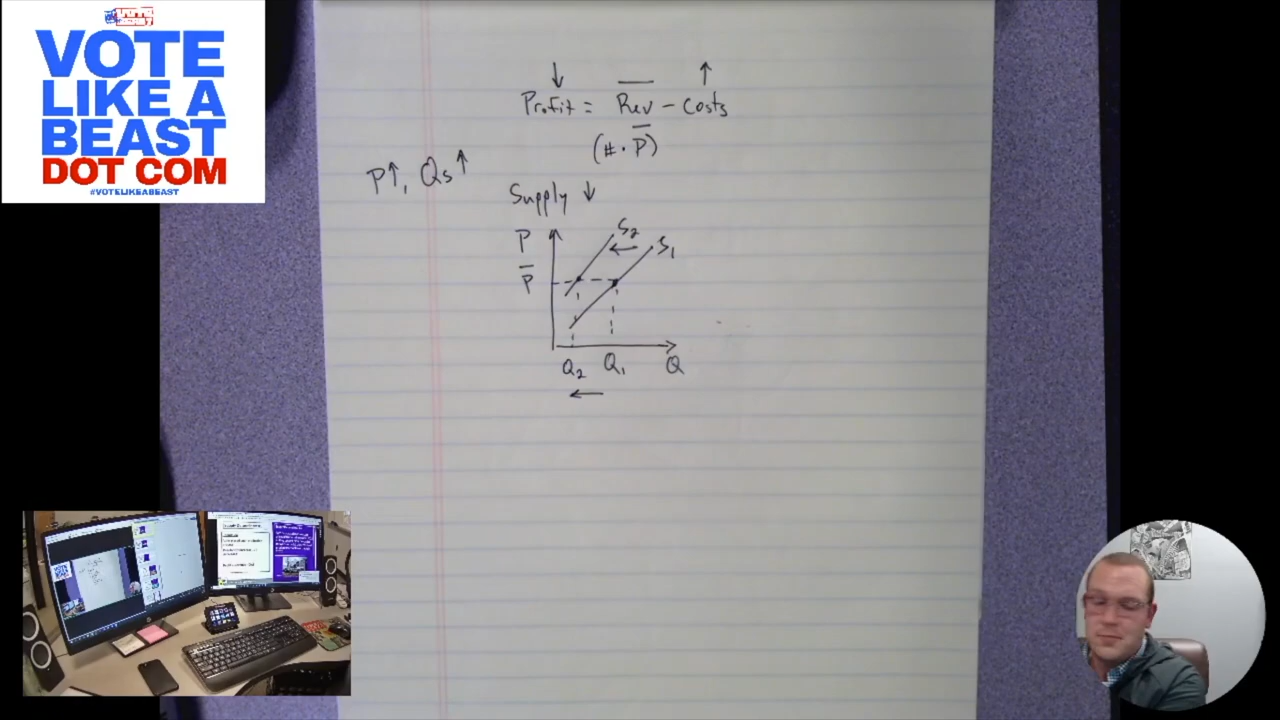 VOTE
LIKE A
BEAST
DOT COM
#VOTELIKEABEAST
↓ ↑
Profit = Rev - Costs
(# · P̅)
P↑, Qs↑
Supply ↓
P
S₂
← S₁
P̅
Q₂ Q₁ Q
←